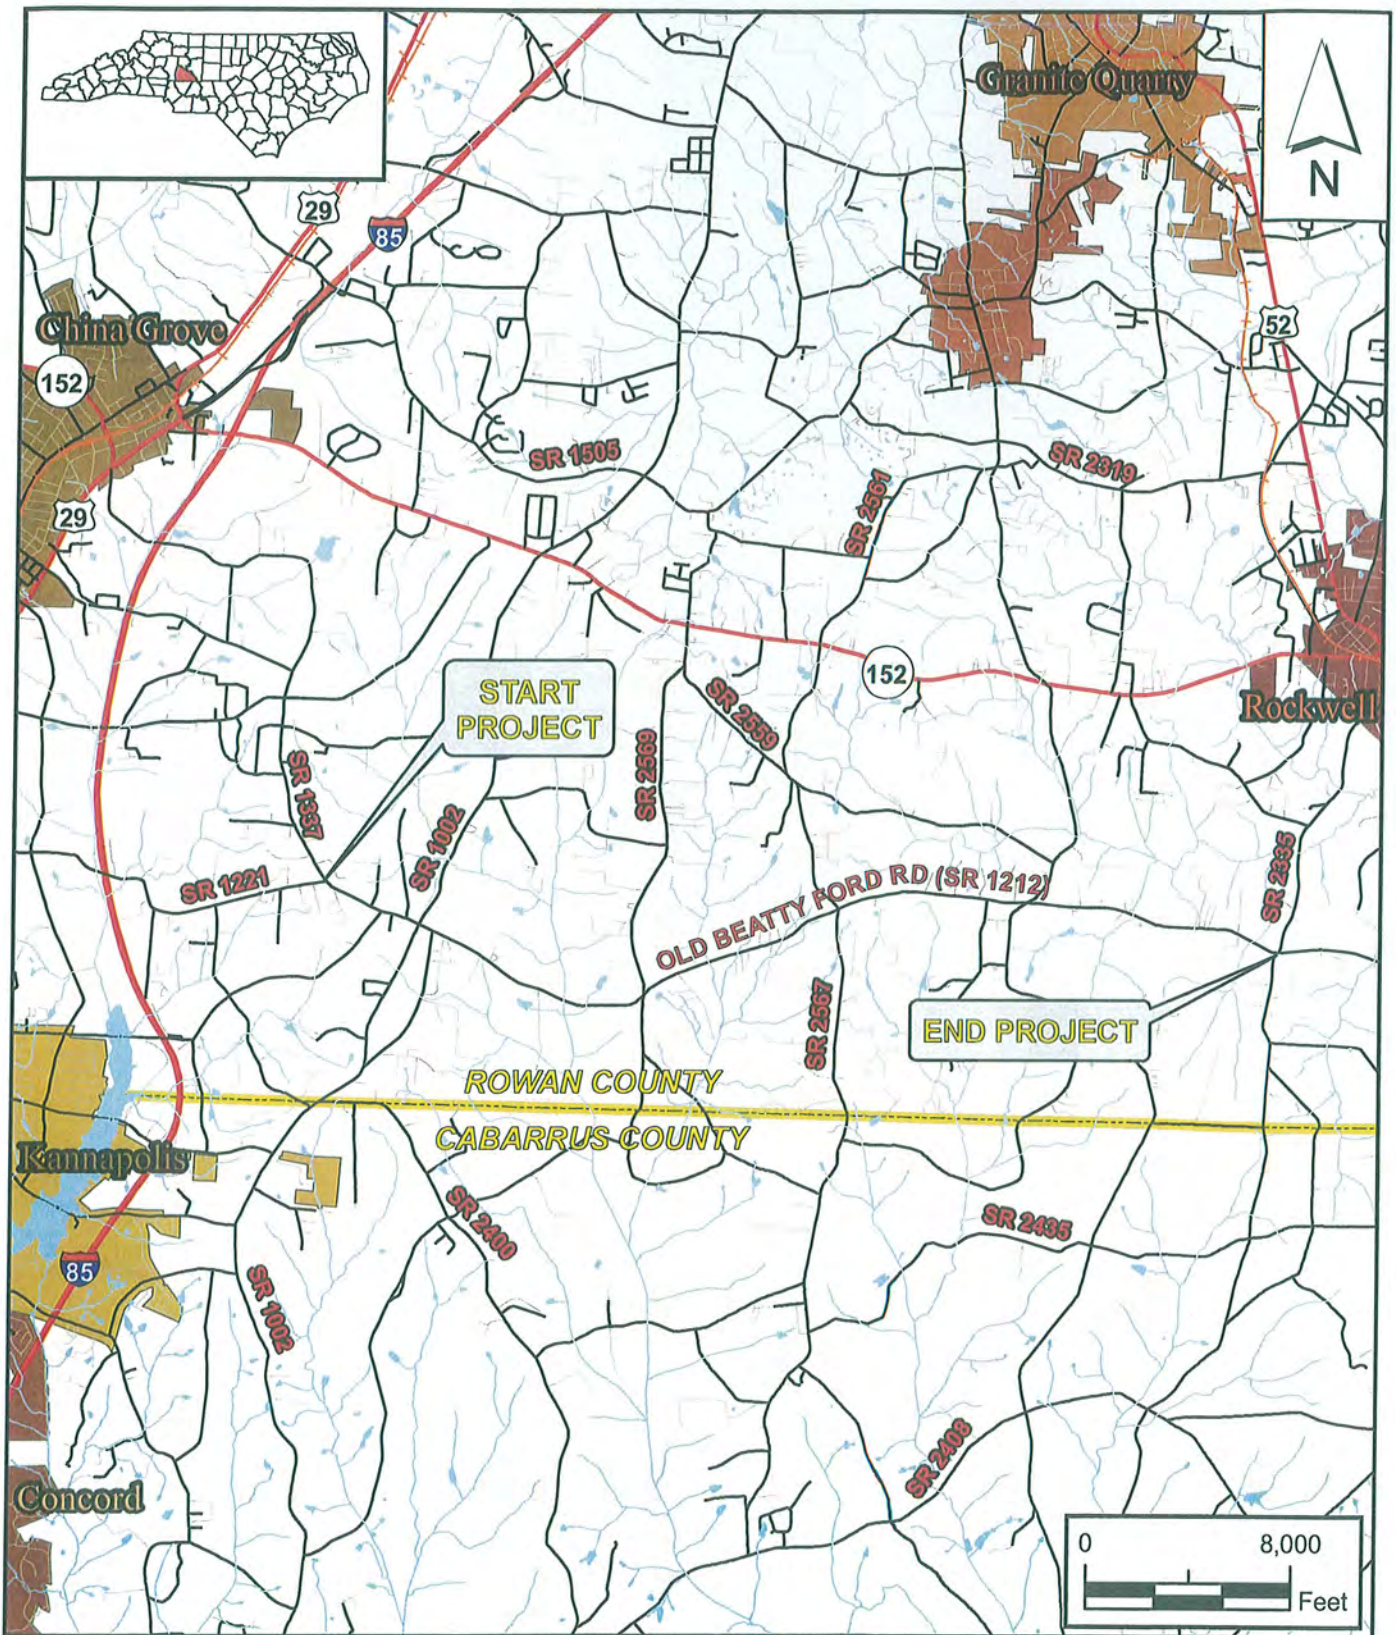 Granite Quarry
N
29
85
China Grove
52
152
SR 1505
SR 2319
SR 2561
29
START
PROJECT
152
SR 2559
Rockwell
SR 2569
SR 1337
SR 1002
SR 2335
SR 1221
OLD BEATTY FORD RD (SR 1212)
SR 2567
END PROJECT
ROWAN COUNTY
CABARRUS COUNTY
Kannapolis
SR 2400
SR 2435
85
SR 1002
SR 2408
Concord
0 8,000
Feet